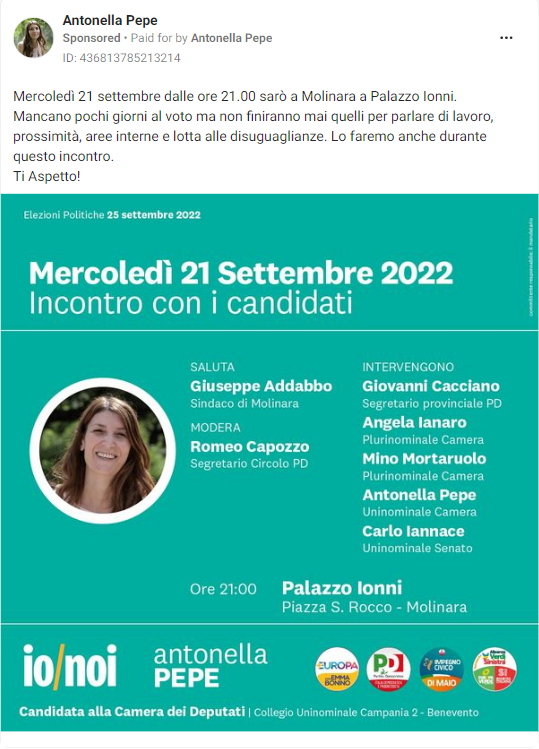 Antonella Pepe
Sponsored • Paid for by Antonella Pepe
ID: 436813785213214
Mercoledì 21 settembre dalle ore 21.00 sarò a Molinara a Palazzo Ionni.
Mancano pochi giorni al voto ma non finiranno mai quelli per parlare di lavoro,
prossimità, aree interne e lotta alle disuguaglianze. Lo faremo anche durante
questo incontro.
Ti Aspetto!
Elezioni Politiche 25 settembre 2022
Mercoledì 21 Settembre 2022
Incontro con i candidati
SALUTA
Giuseppe Addabbo
Sindaco di Molinara
MODERA
Romeo Capozzo
Segretario Circolo PD
INTERVENGONO
Giovanni Cacciano
Segretario provinciale PD
Angela Ianaro
Plurinominale Camera
Mino Mortaruolo
Plurinominale Camera
Antonella Pepe
Uninominale Camera
Carlo Iannace
Uninominale Senato
Ore 21:00
Palazzo Ionni
Piazza S. Rocco - Molinara
io/noi
antonella
PEPE
+EUROPA
EMMA
BONINO
PD
IMPEGNO
CIVICO
DI MAIO
Verdi
Sinistra
SI
Candidata alla Camera dei Deputati | Collegio Uninominale Campania 2 - Benevento